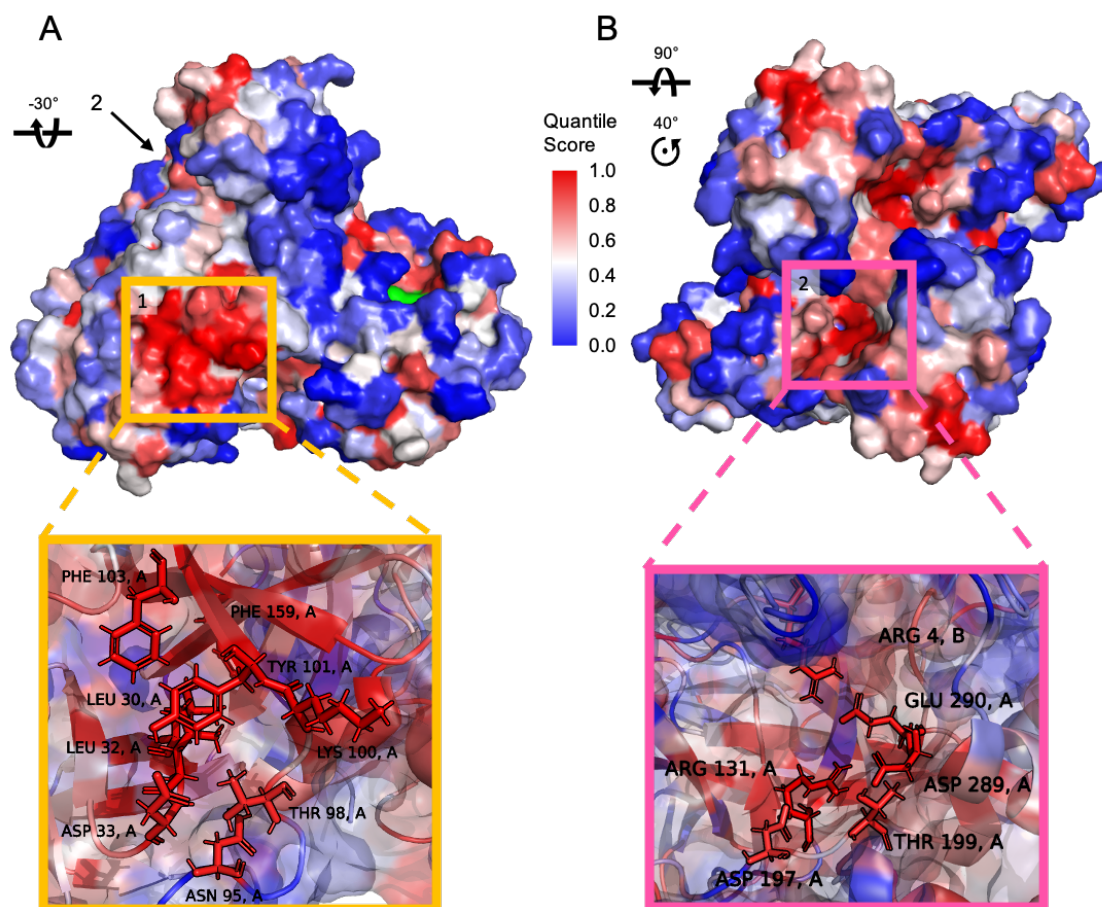 A
B
-30°
2
90°
40°
Quantile
Score
1.0
0.8
0.6
0.4
0.2
0.0
1
2
PHE 103, A
PHE 159, A
TYR 101, A
LEU 30, A
LEU 32, A
LYS 100, A
THR 98, A
ASP 33, A
ASN 95, A
ARG 4, B
GLU 290, A
ARG 131, A
ASP 289, A
THR 199, A
ASP 197, A